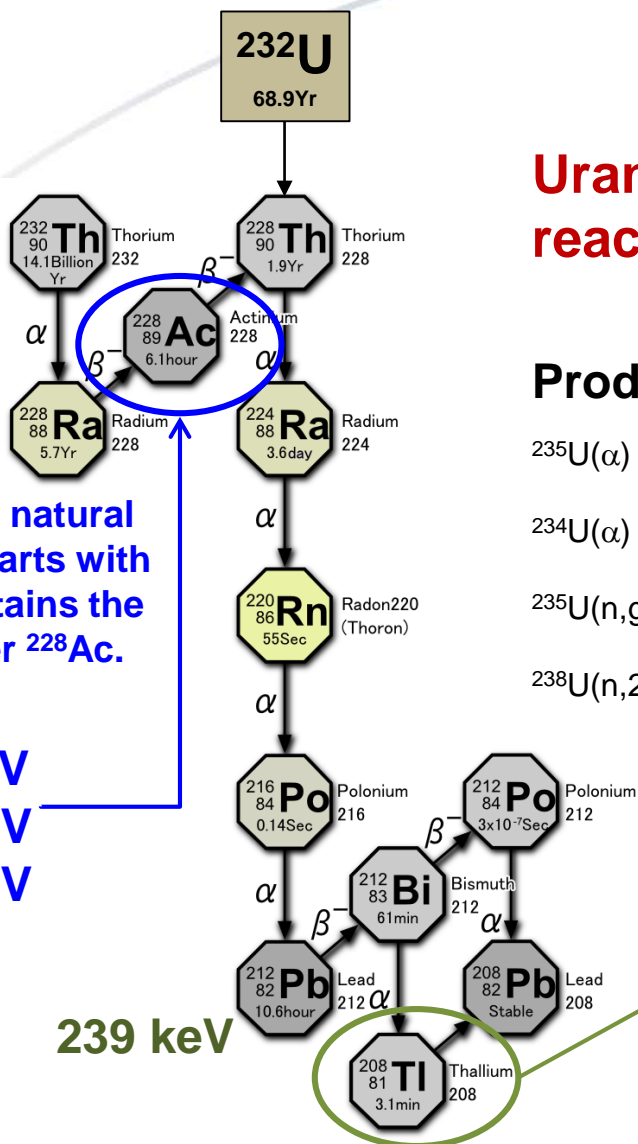 232U
68.9Yr
232 90 Th
14.1Billion
Yr
Thorium
232
228 90 Th
1.9Yr
Thorium
228
α
β−
β−
228 89 Ac
6.1hour
Actinium
228
α
228 88 Ra
5.7Yr
Radium
228
224 88 Ra
3.6day
Radium
224
natural
arts with
tains the
er 228Ac.
V
V
V
α
220 86 Rn
55Sec
Radon220
(Thoron)
α
216 84 Po
0.14Sec
Polonium
216
212 84 Po
3x10-7Sec
Polonium
212
α
β−
β−
212 83 Bi
61min
Bismuth
212
α
212 82 Pb
10.6hour
Lead
212
α
208 82 Pb
Stable
Lead
208
239 keV
208 81 Tl
3.1min
Thallium
208
Uran
reac
Prod
235U(α)
234U(α)
235U(n,g
238U(n,2